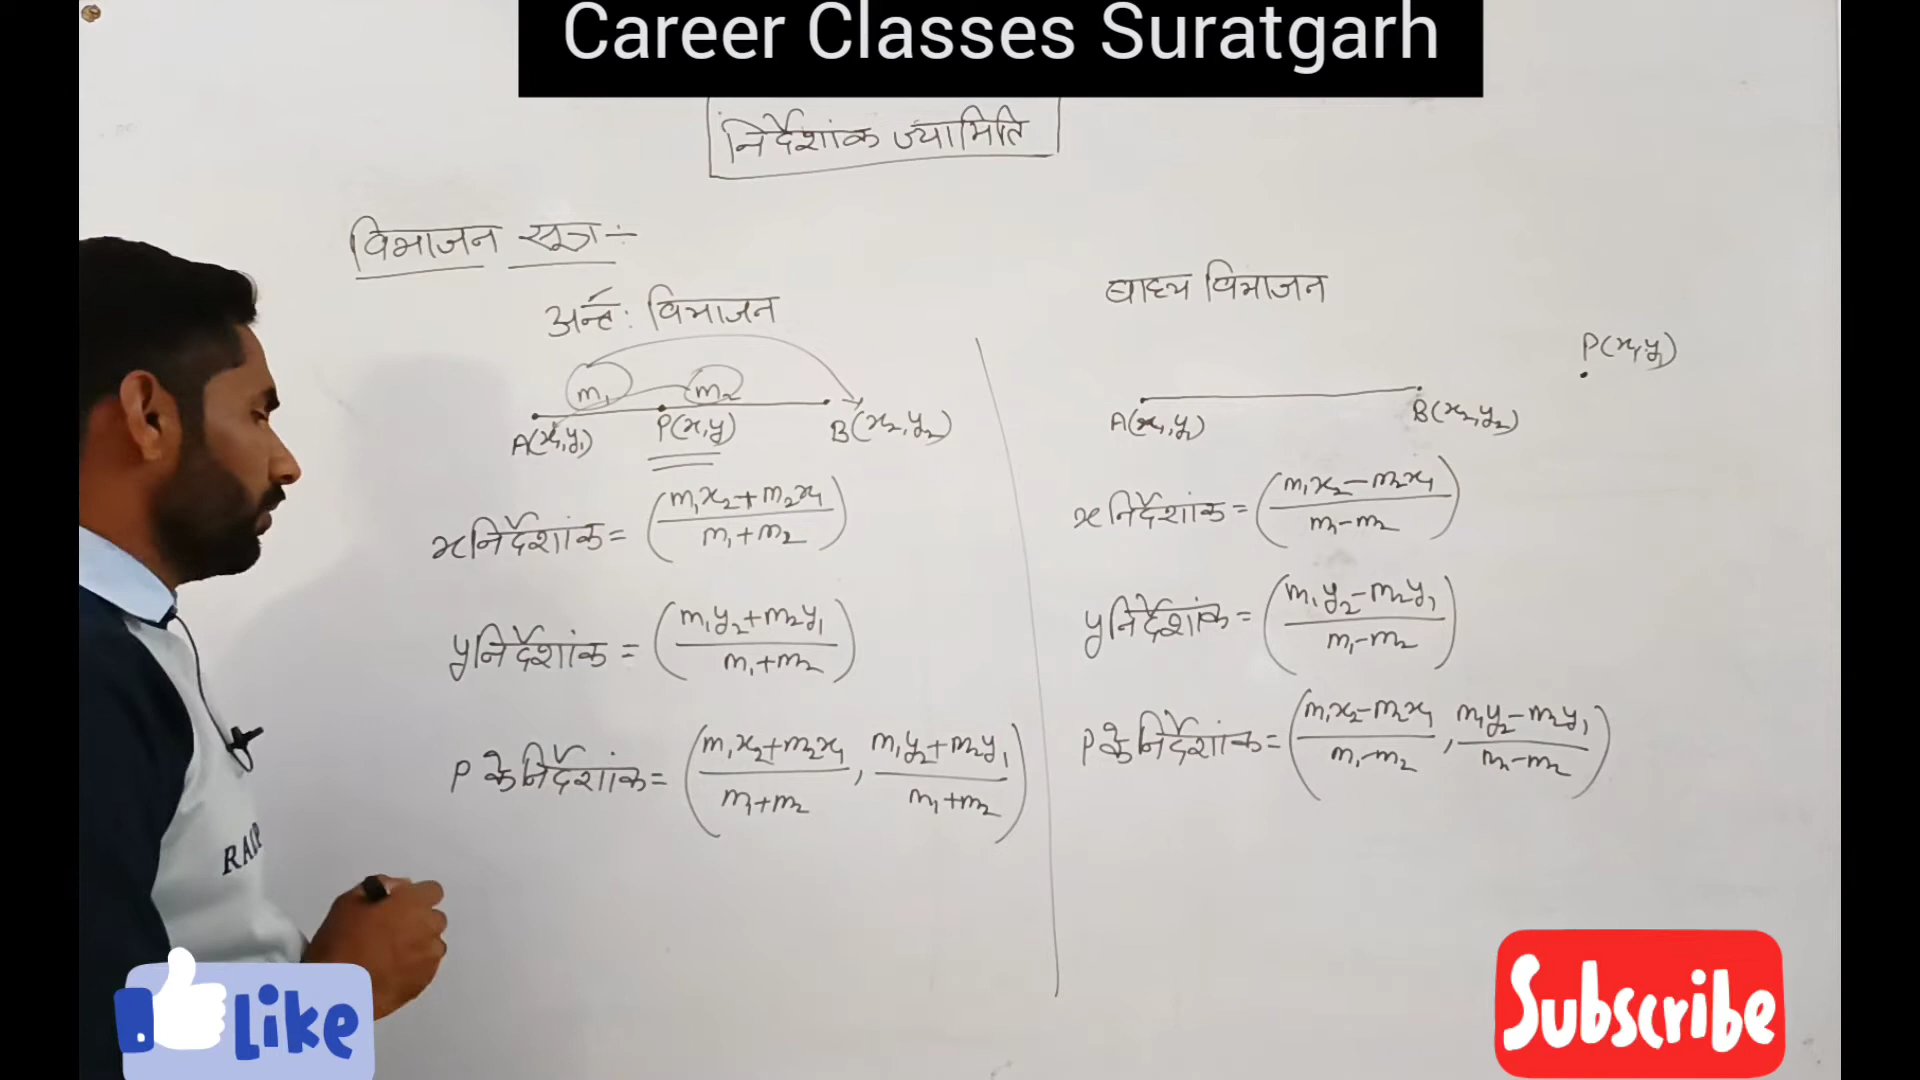 Career Classes Suratgarh
निर्देशांक ज्यामिति
विभाजन सूत्र :-
अर्न्त: विभाजन
m₁ m₂
A(x₁,y₁) P(x,y) B(x₂,y₂)
x निर्देशांक = (m₁x₂+m₂x₁ / m₁+m₂)
y निर्देशांक = (m₁y₂+m₂y₁ / m₁+m₂)
P के निर्देशांक = (m₁x₂+m₂x₁ / m₁+m₂, m₁y₂+m₂y₁ / m₁+m₂)
बाह्य विभाजन
A(x₁,y₁) B(x₂,y₂)
x निर्देशांक = (m₁x₂-m₂x₁ / m₁-m₂)
y निर्देशांक = (m₁y₂-m₂y₁ / m₁-m₂)
P के निर्देशांक = (m₁x₂-m₂x₁ / m₁-m₂, m₁y₂-m₂y₁ / m₁-m₂)
Like
Subscribe